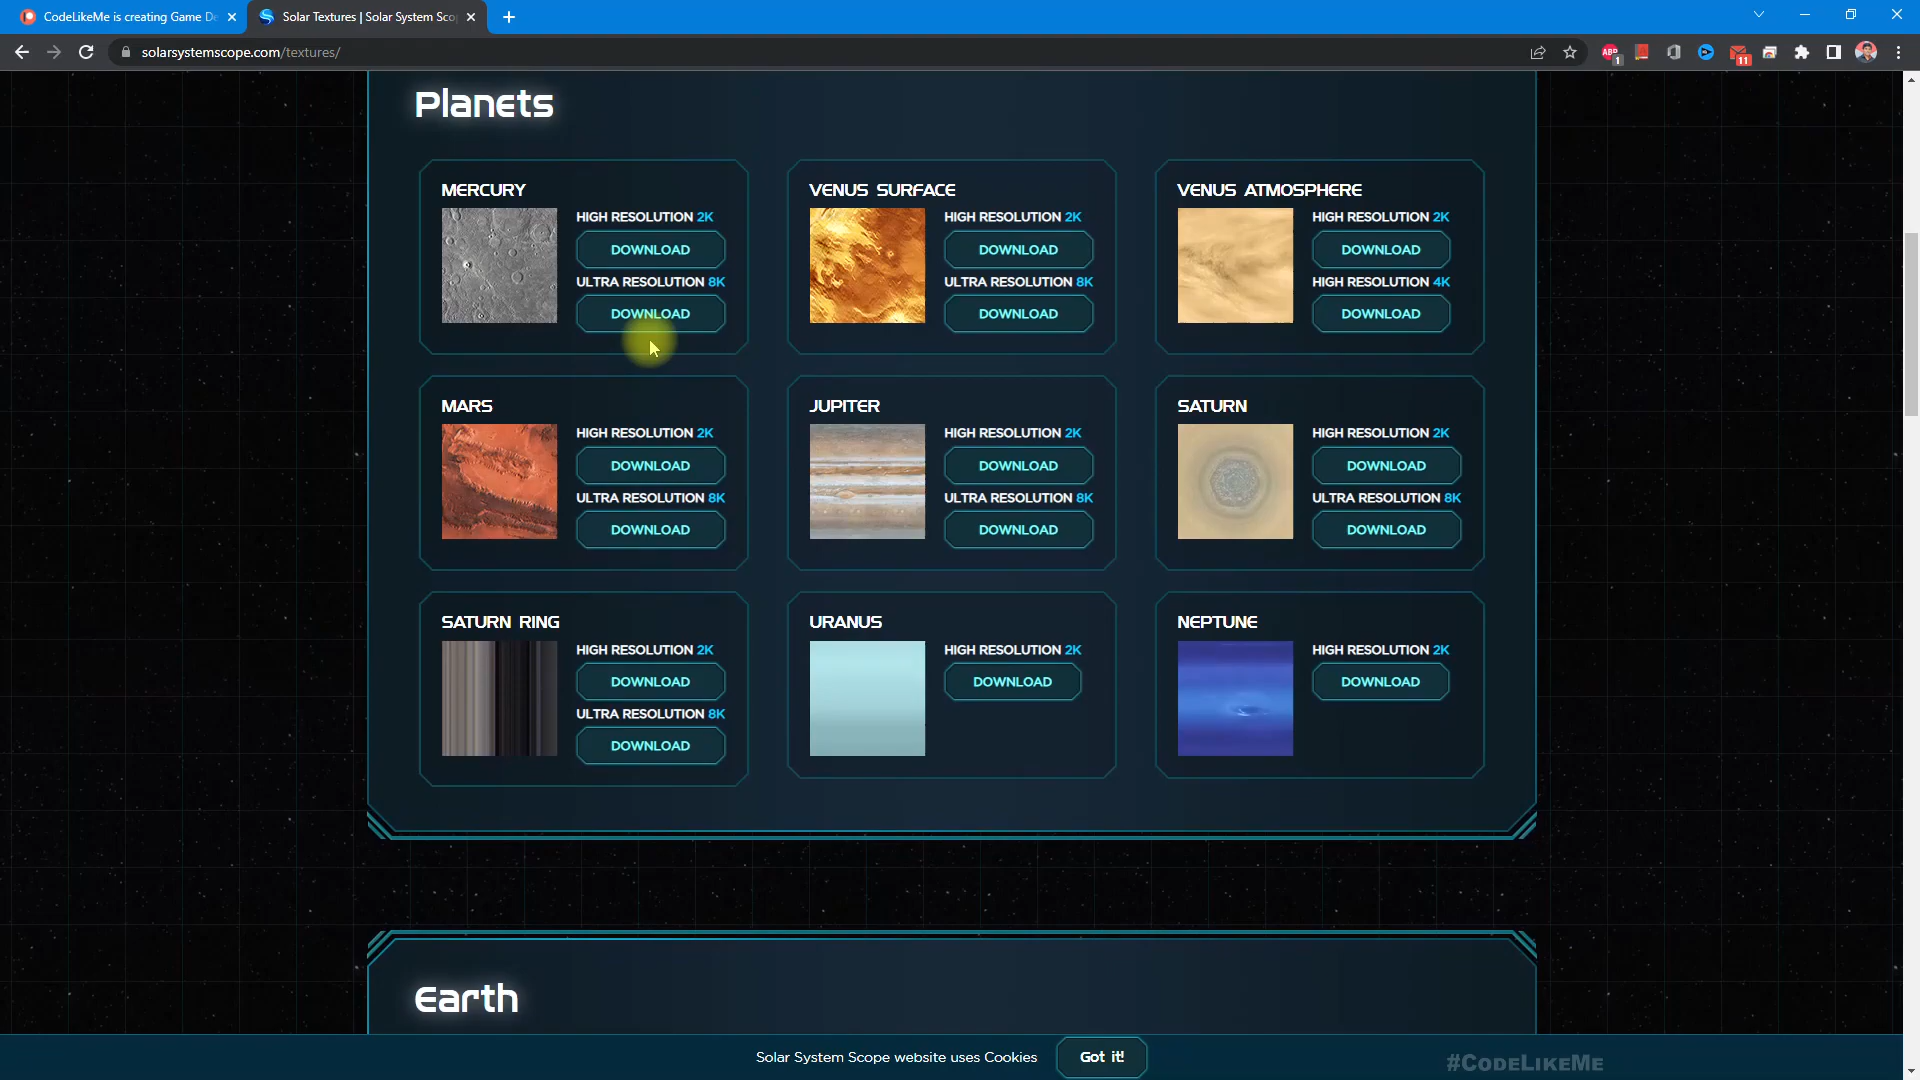 CodeLikeMe is creating Game De
Solar Textures | Solar System Sco
solarsystemscope.com/textures/
ABP
1
11
Planets
MERCURY
HIGH RESOLUTION 2K
DOWNLOAD
ULTRA RESOLUTION 8K
DOWNLOAD
VENUS SURFACE
HIGH RESOLUTION 2K
DOWNLOAD
ULTRA RESOLUTION 8K
DOWNLOAD
VENUS ATMOSPHERE
HIGH RESOLUTION 2K
DOWNLOAD
HIGH RESOLUTION 4K
DOWNLOAD
MARS
HIGH RESOLUTION 2K
DOWNLOAD
ULTRA RESOLUTION 8K
DOWNLOAD
JUPITER
HIGH RESOLUTION 2K
DOWNLOAD
ULTRA RESOLUTION 8K
DOWNLOAD
SATURN
HIGH RESOLUTION 2K
DOWNLOAD
ULTRA RESOLUTION 8K
DOWNLOAD
SATURN RING
HIGH RESOLUTION 2K
DOWNLOAD
ULTRA RESOLUTION 8K
DOWNLOAD
URANUS
HIGH RESOLUTION 2K
DOWNLOAD
NEPTUNE
HIGH RESOLUTION 2K
DOWNLOAD
Earth
Solar System Scope website uses Cookies
Got it!
#CodeLikeMe